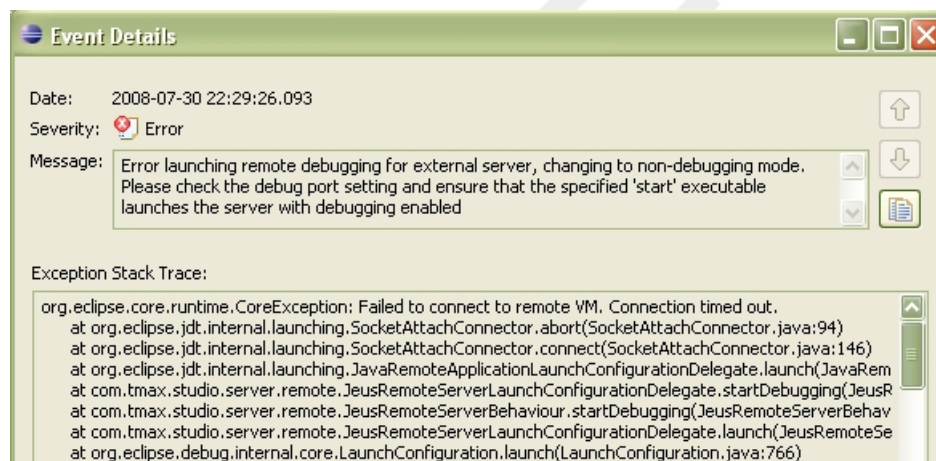 Event Details
Date: 2008-07-30 22:29:26.093
Severity: Error
Message: Error launching remote debugging for external server, changing to non-debugging mode.
Please check the debug port setting and ensure that the specified 'start' executable
launches the server with debugging enabled
Exception Stack Trace:
org.eclipse.core.runtime.CoreException: Failed to connect to remote VM. Connection timed out.
at org.eclipse.jdt.internal.launching.SocketAttachConnector.abort(SocketAttachConnector.java:94)
at org.eclipse.jdt.internal.launching.SocketAttachConnector.connect(SocketAttachConnector.java:146)
at org.eclipse.jdt.internal.launching.JavaRemoteApplicationLaunchConfigurationDelegate.launch(JavaRem
at com.tmax.studio.server.remote.JeusRemoteServerLaunchConfigurationDelegate.startDebugging(JeusR
at com.tmax.studio.server.remote.JeusRemoteServerBehaviour.startDebugging(JeusRemoteServerBehav
at com.tmax.studio.server.remote.JeusRemoteServerLaunchConfigurationDelegate.launch(JeusRemoteSe
at org.eclipse.debug.internal.core.LaunchConfiguration.launch(LaunchConfiguration.java:766)